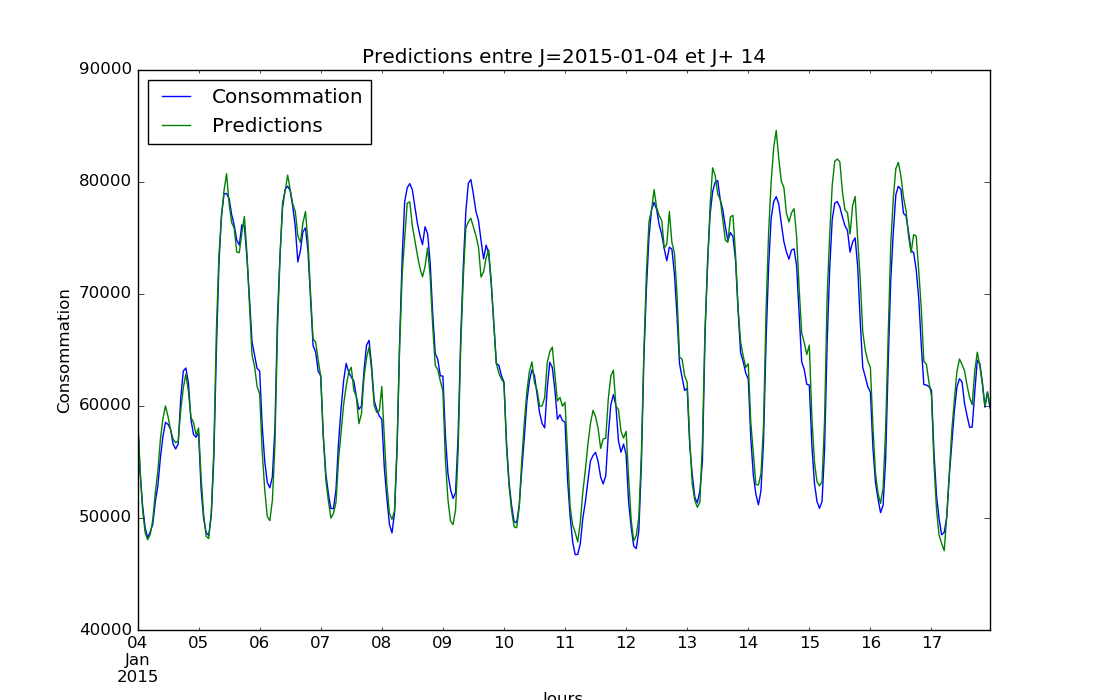 Predictions entre J=2015-01-04 et J+ 14
Consommation
Predictions
90000
80000
70000
60000
50000
40000
Consommation
04 05 06 07 08 09 10 11 12 13 14 15 16 17
Jan
2015
Jours